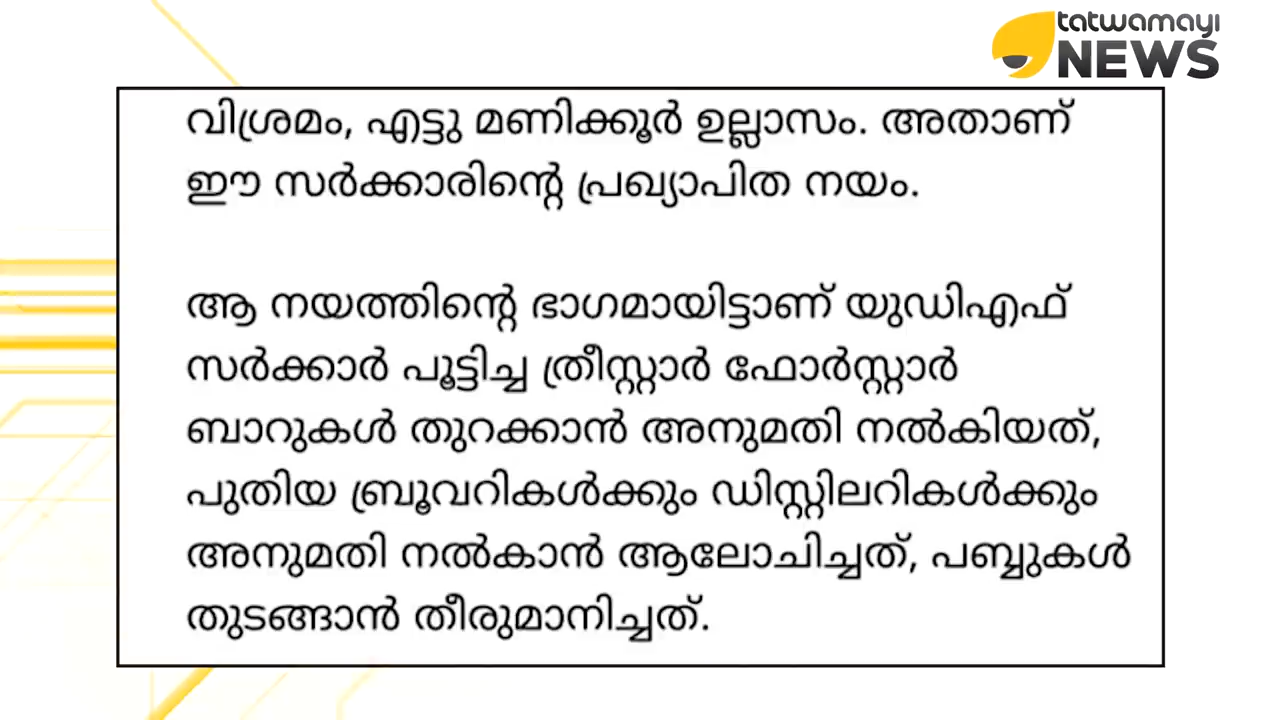 tatwamayi
NEWS
വിശ്രമം, എട്ടു മണിക്കൂർ ഉല്ലാസം. അതാണ്
ഈ സർക്കാരിന്റെ പ്രഖ്യാപിത നയം.
ആ നയത്തിന്റെ ഭാഗമായിട്ടാണ് യുഡിഎഫ്
സർക്കാർ പൂട്ടിച്ച ത്രീസ്റ്റാർ ഫോർസ്റ്റാർ
ബാറുകൾ തുറക്കാൻ അനുമതി നൽകിയത്,
പുതിയ ബ്രൂവറികൾക്കും ഡിസ്റ്റിലറികൾക്കും
അനുമതി നൽകാൻ ആലോചിച്ചത്, പബ്ബുകൾ
തുടങ്ങാൻ തീരുമാനിച്ചത്.